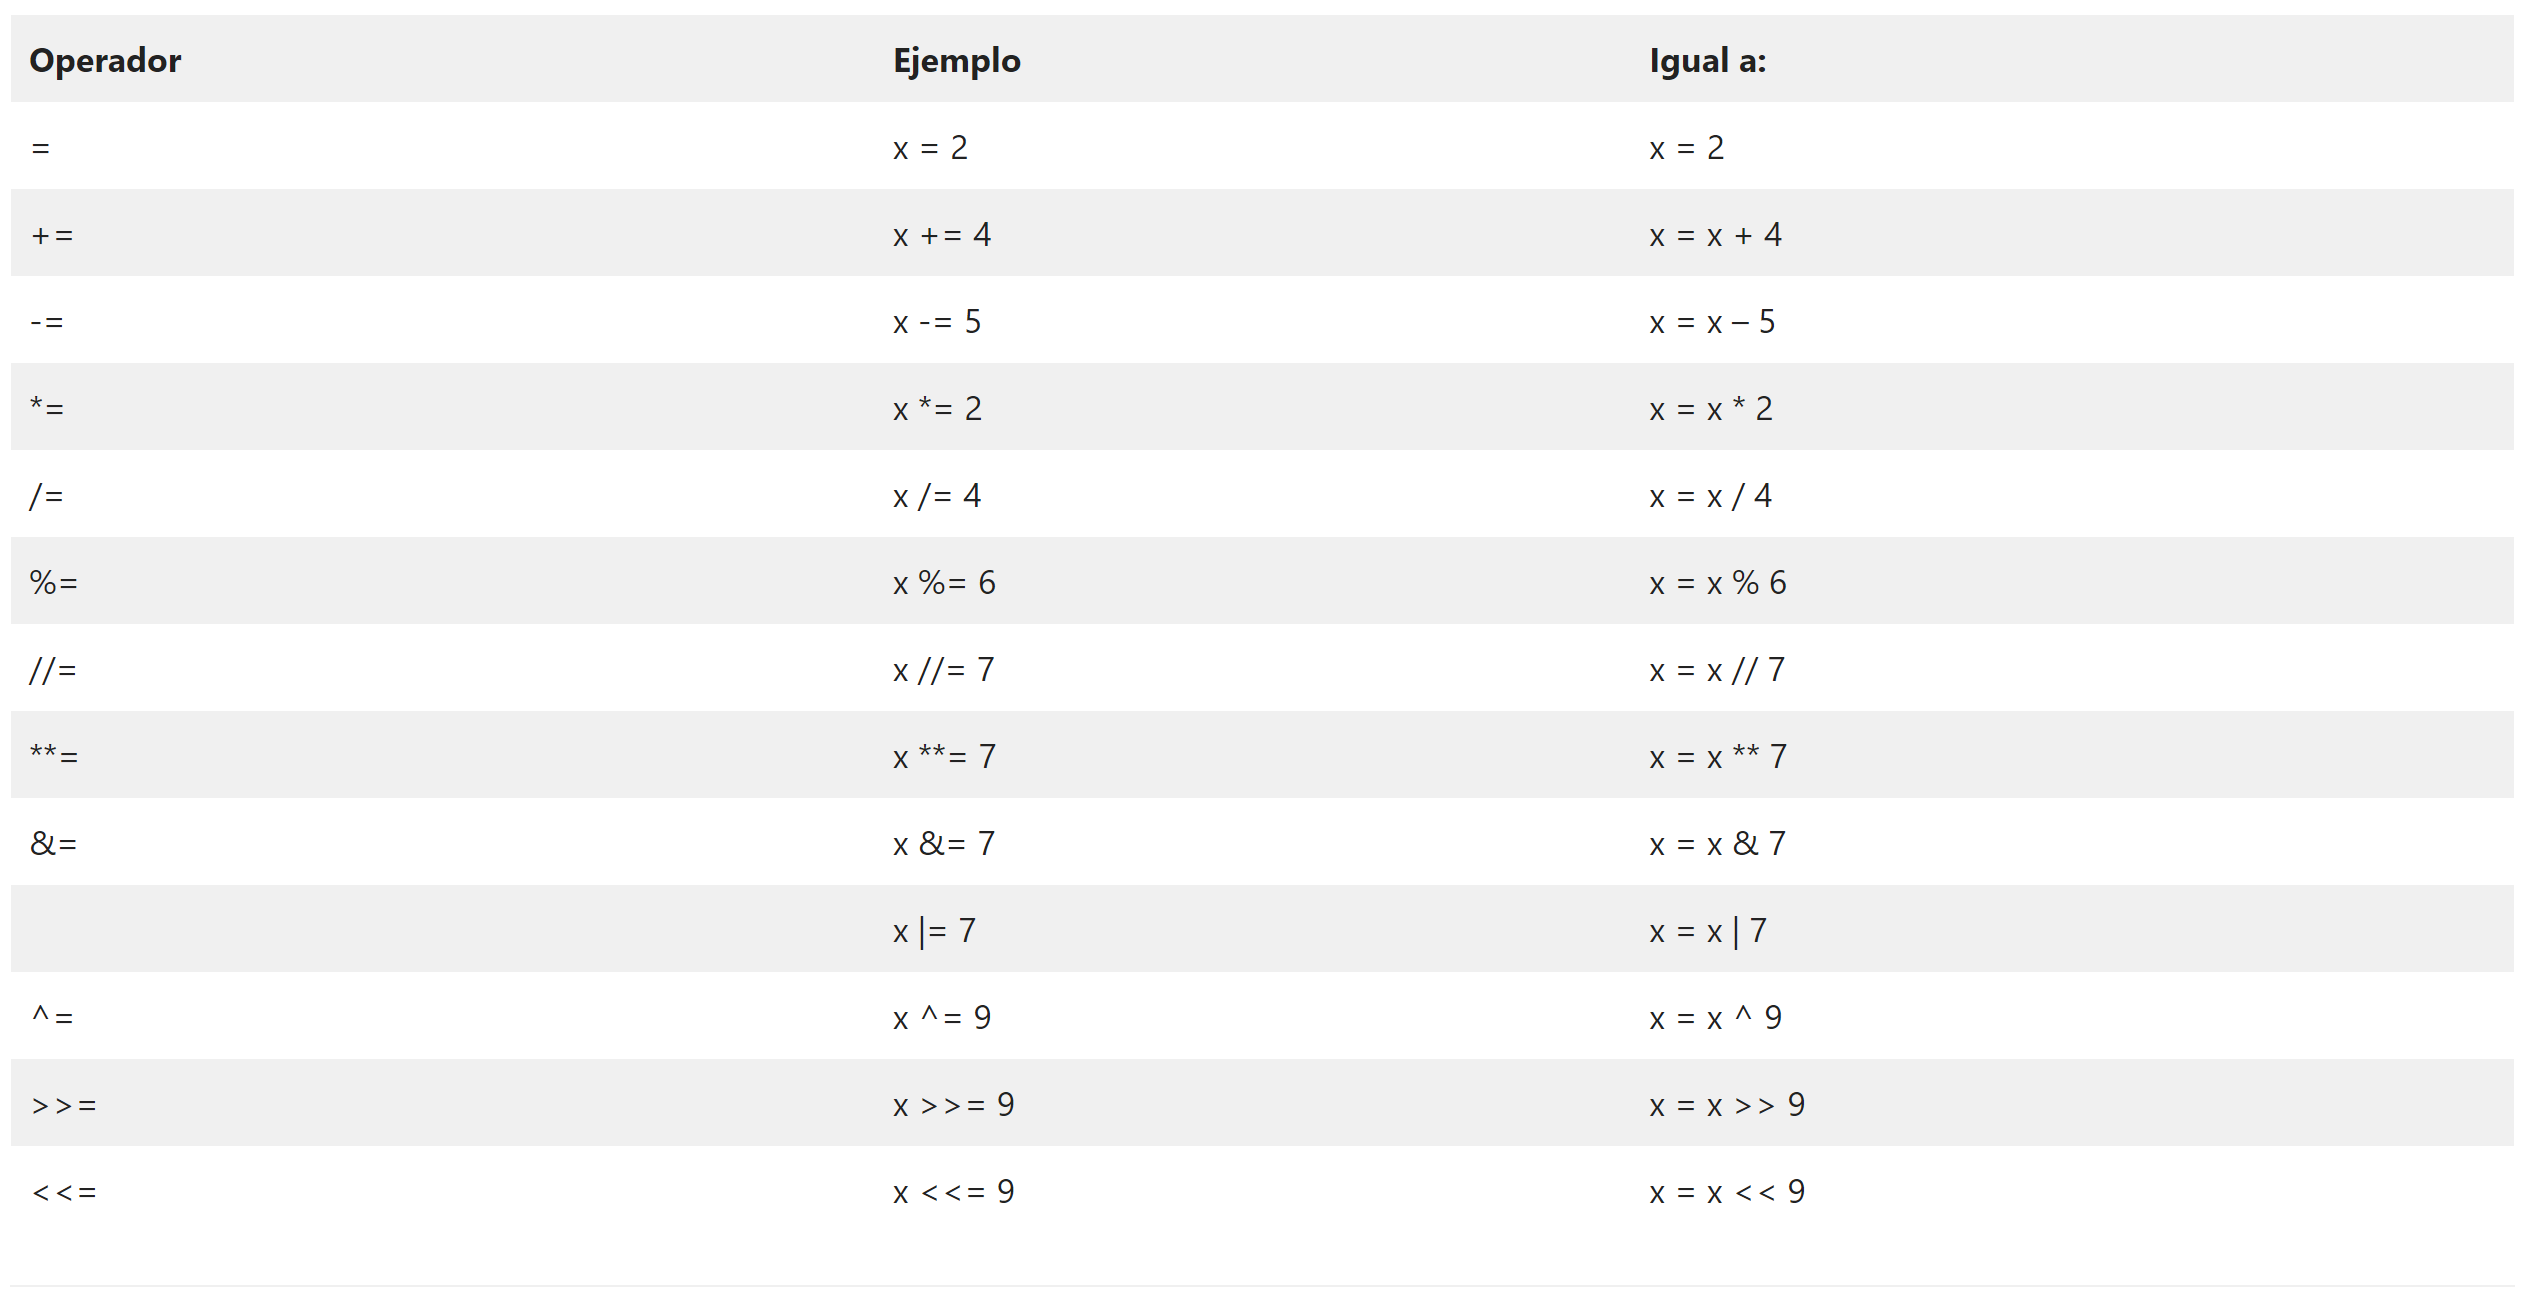 Operador Ejemplo Igual a:
= x = 2 x = 2
+= x += 4 x = x + 4
-= x -= 5 x = x – 5
*= x *= 2 x = x * 2
/= x /= 4 x = x / 4
%= x %= 6 x = x % 6
//= x //= 7 x = x // 7
**= x **= 7 x = x ** 7
&= x &= 7 x = x & 7
x |= 7 x = x | 7
^= x ^= 9 x = x ^ 9
>>= x >>= 9 x = x >> 9
<<= x <<= 9 x = x << 9